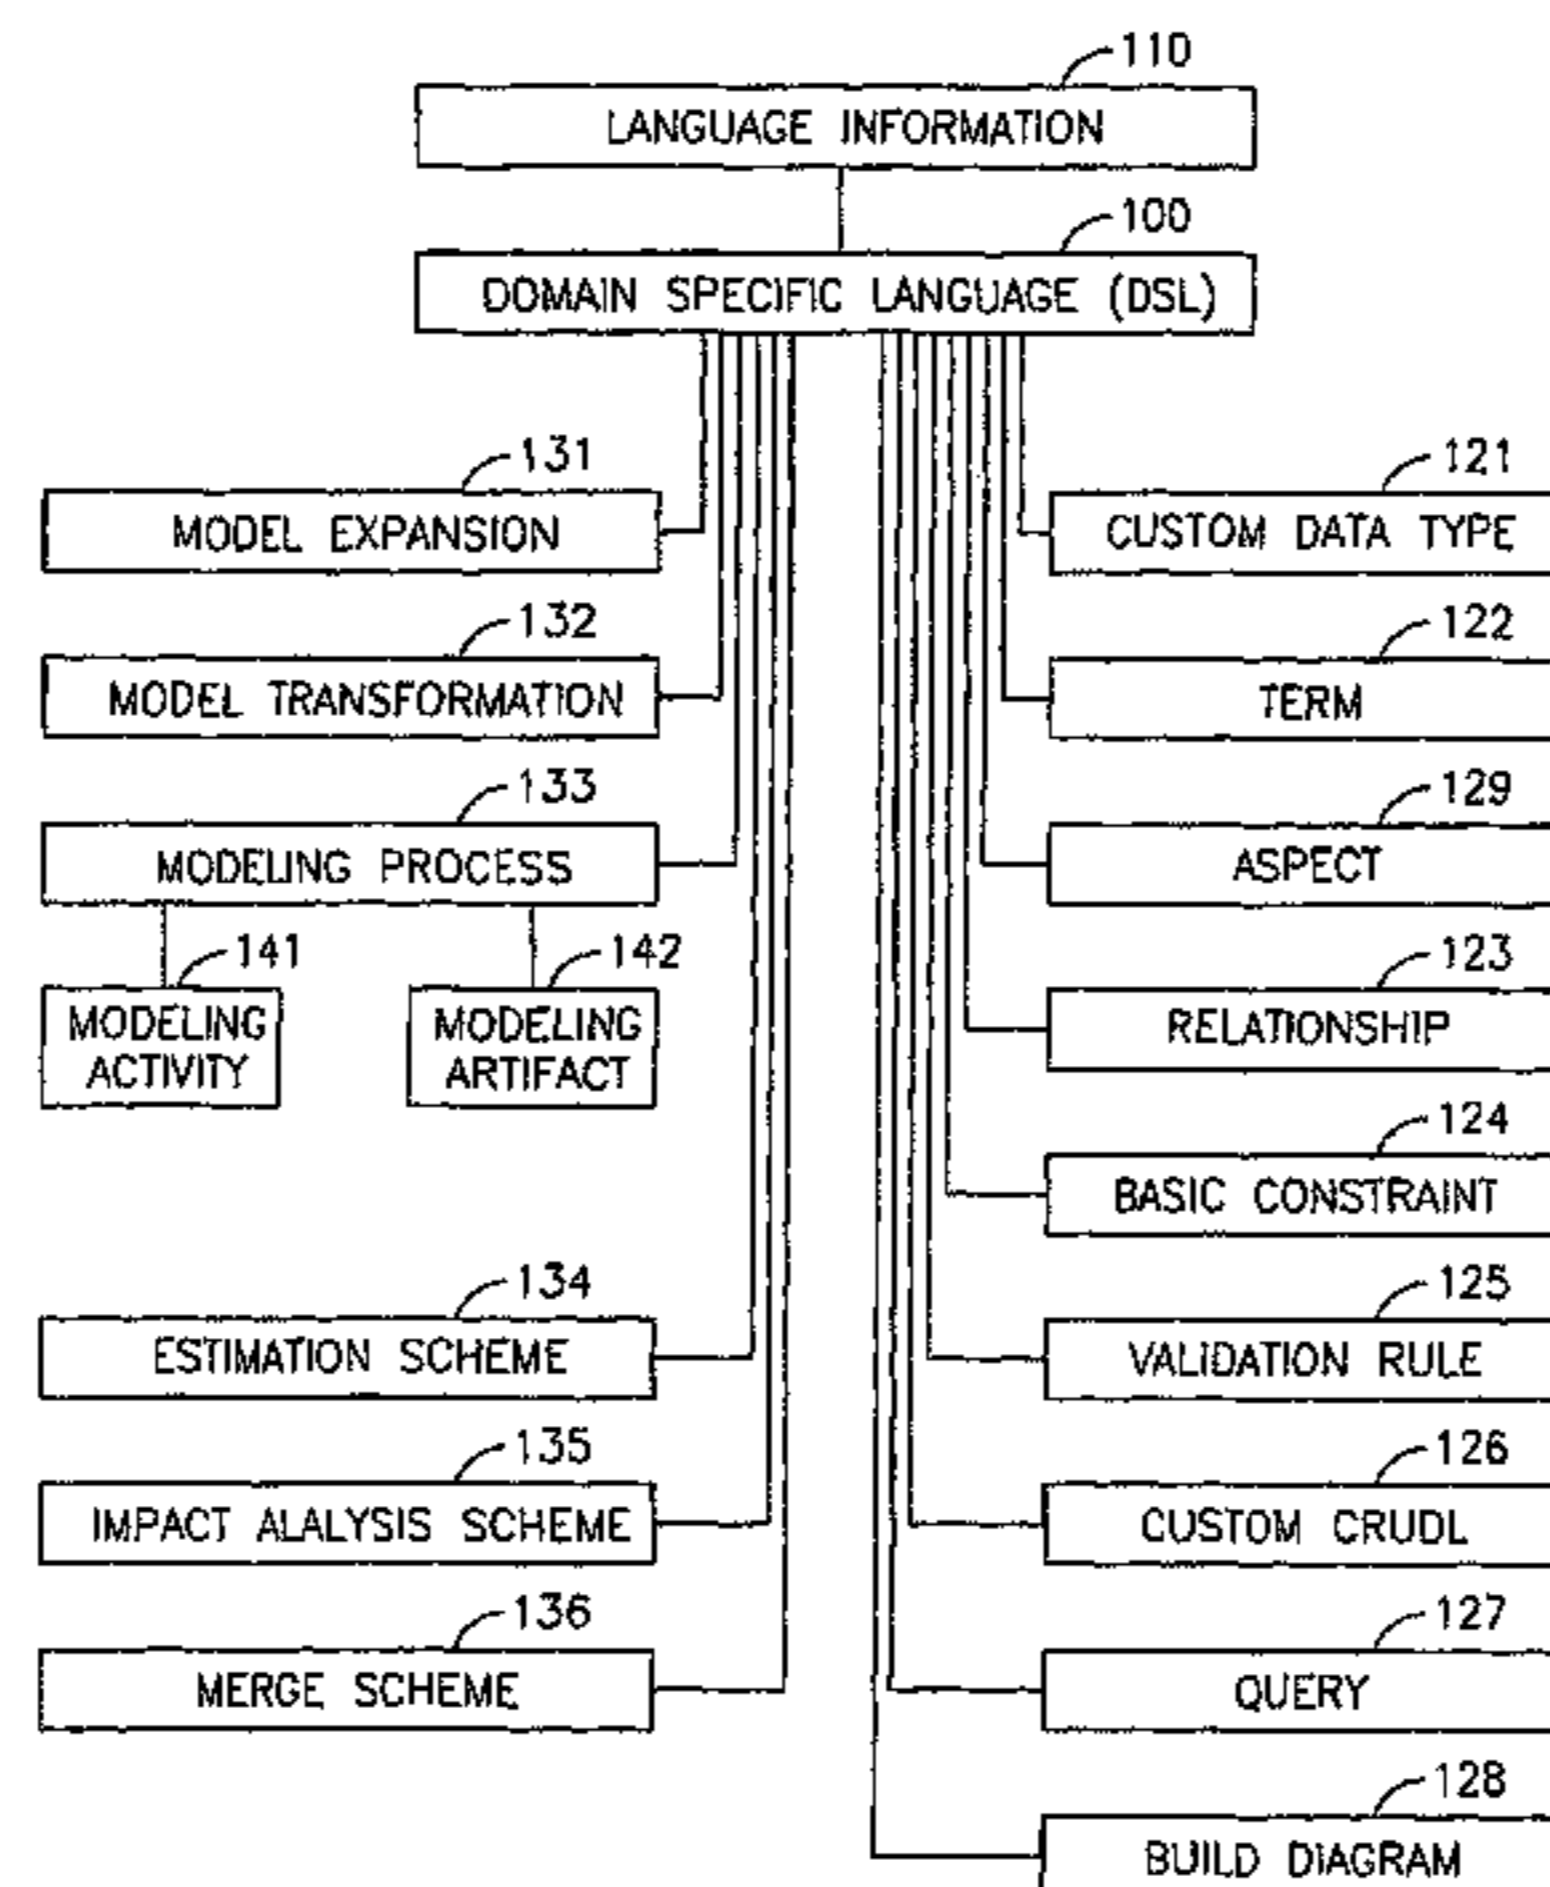 110
LANGUAGE INFORMATION
100
DOMAIN SPECIFIC LANGUAGE (DSL)
131
MODEL EXPANSION
121
CUSTOM DATA TYPE
132
MODEL TRANSFORMATION
122
TERM
133
MODELING PROCESS
129
ASPECT
141
MODELING
ACTIVITY
142
MODELING
ARTIFACT
123
RELATIONSHIP
124
BASIC CONSTRAINT
134
ESTIMATION SCHEME
125
VALIDATION RULE
135
IMPACT ALALYSIS SCHEME
126
CUSTOM CRUDL
136
MERGE SCHEME
127
QUERY
128
BUILD DIAGRAM